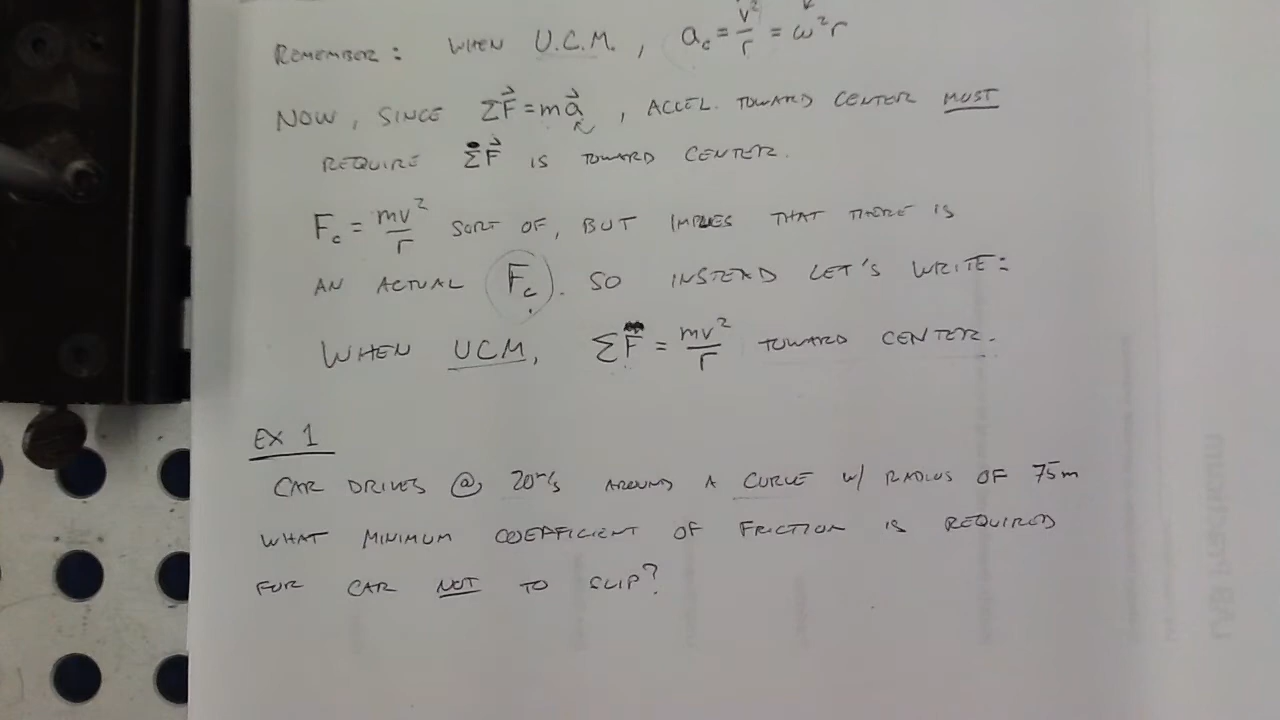 REMEMBER: WHEN U.C.M., a_c = v²/r = ω²r
NOW, SINCE ΣF⃗ = ma⃗, ACCEL. TOWARD CENTER MUST
REQUIRE ΣF⃗ IS TOWARD CENTER.
F_c = mv²/r SORT OF, BUT IMPLIES THAT THERE IS
AN ACTUAL F_c. SO INSTEAD LET'S WRITE:
WHEN UCM, ΣF = mv²/r TOWARD CENTER.
EX 1
CAR DRIVES @ 20m/s AROUND A CURVE W/ RADIUS OF 75m
WHAT MINIMUM COEFFICIENT OF FRICTION IS REQUIRED
FOR CAR NOT TO SLIP?